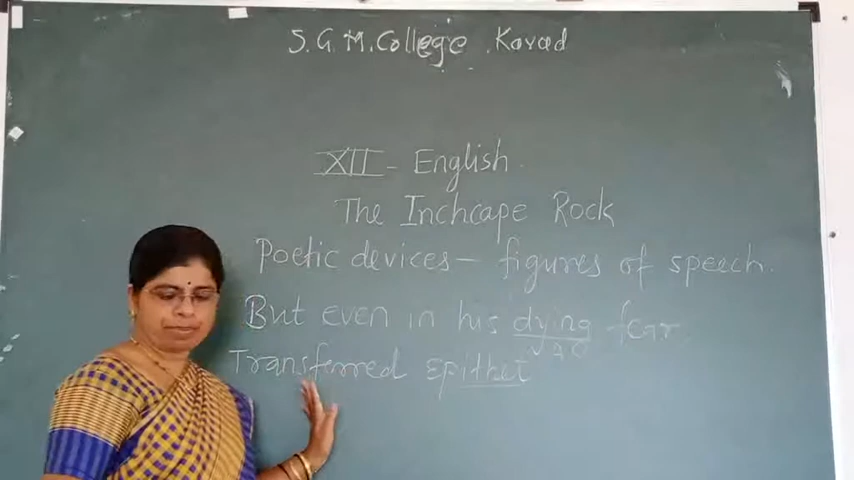 S.G.M.College .Kovad
XII - English
The Inchcape Rock
Poetic devices - figures of speech.
But even in his dying fear
Transferred epithet